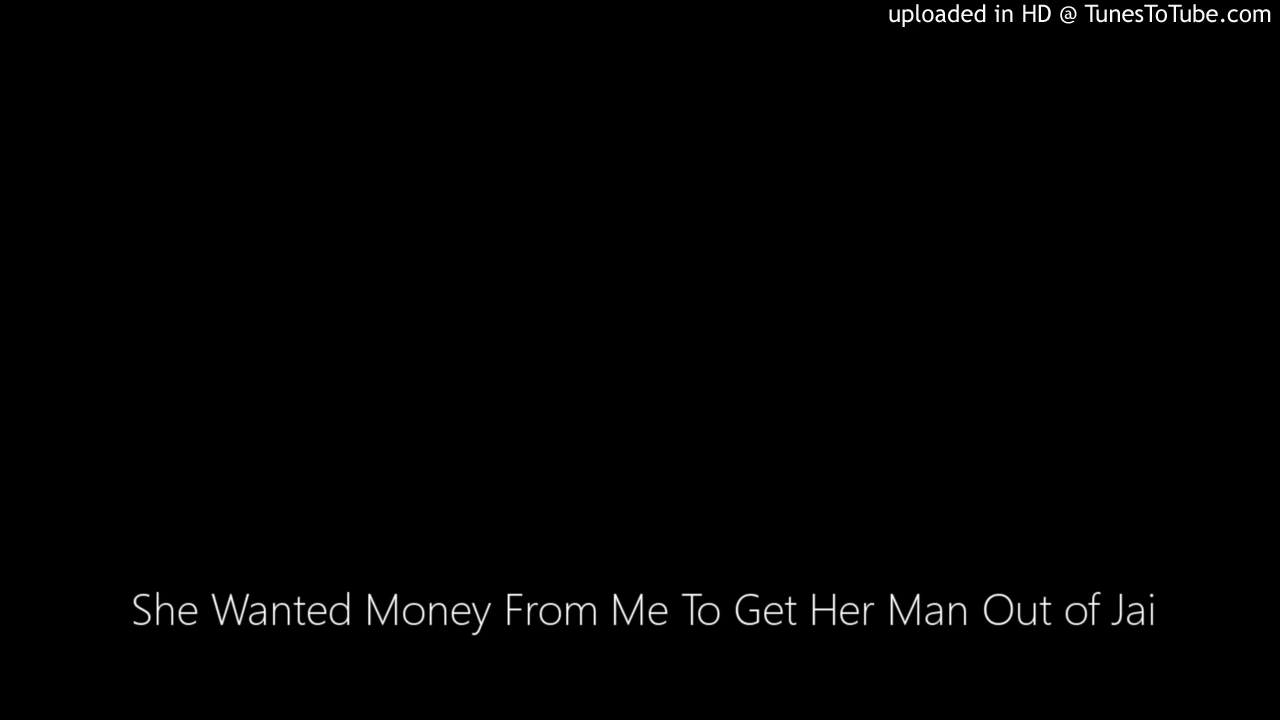 uploaded in HD @ TunesToTube.com
She Wanted Money From Me To Get Her Man Out of Jai